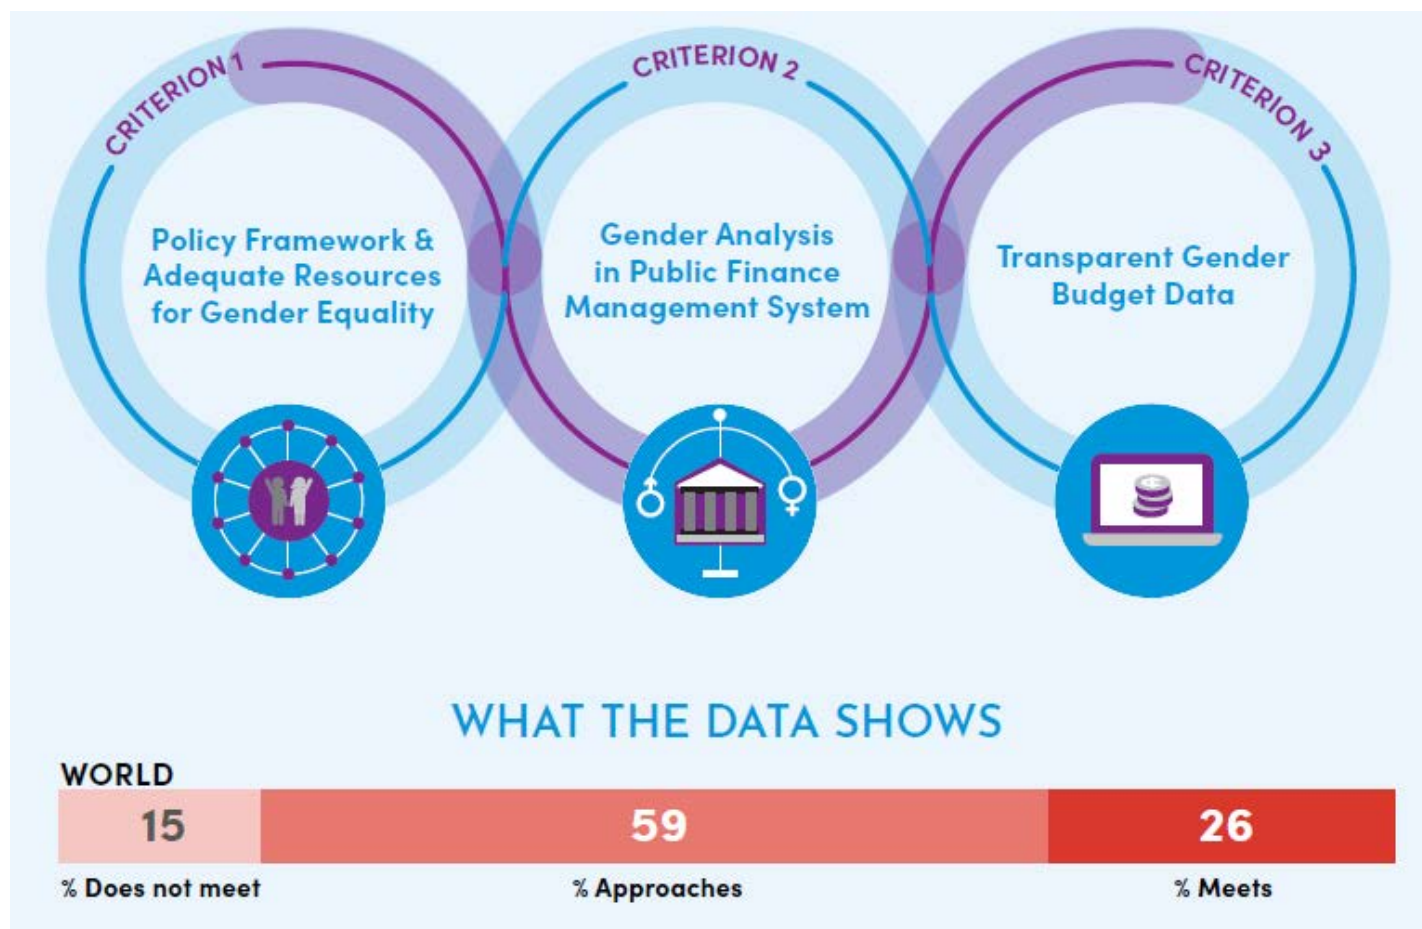 CRITERION 1
CRITERION 2
CRITERION 3
Policy Framework &
Adequate Resources
for Gender Equality
Gender Analysis
in Public Finance
Management System
Transparent Gender
Budget Data
WHAT THE DATA SHOWS
WORLD
15
59
26
% Does not meet
% Approaches
% Meets